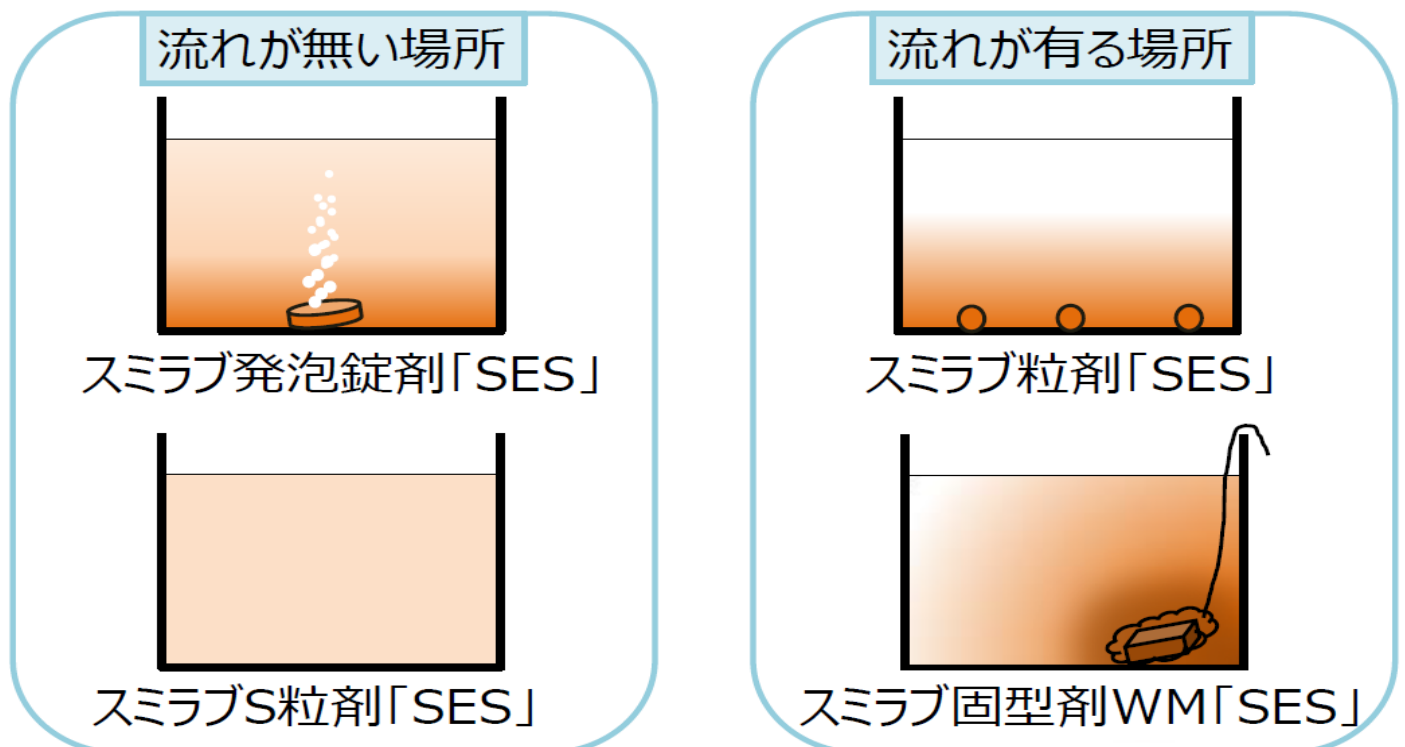 流れが無い場所
スミラブ発泡錠剤「SES」
スミラブS粒剤「SES」
流れが有る場所
スミラブ粒剤「SES」
スミラブ固型剤WM「SES」